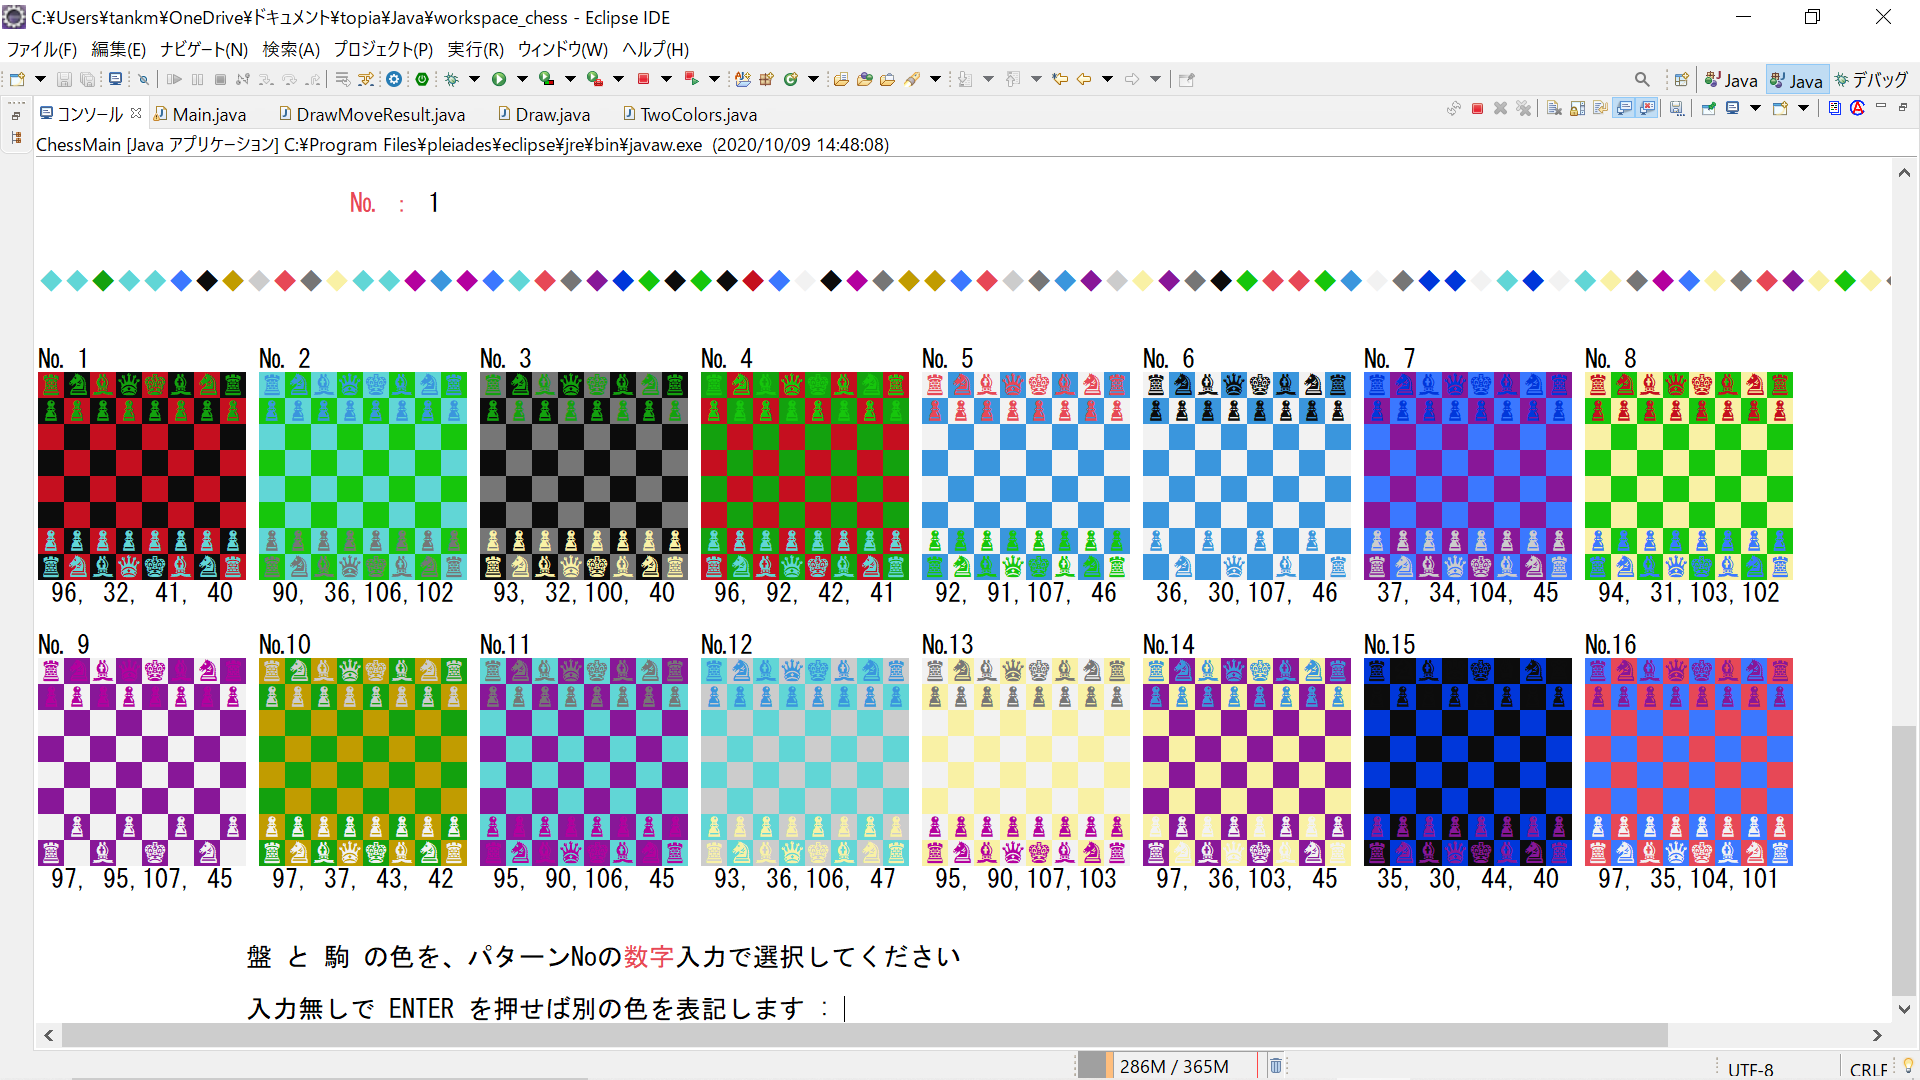 C:¥Users¥tankm¥OneDrive¥ドキュメント¥topia¥Java¥workspace_chess - Eclipse IDE
ファイル(F) 編集(E) ナビゲート(N) 検索(A) プロジェクト(P) 実行(R) ウィンドウ(W) ヘルプ(H)
Java Java デバッグ
コンソール Main.java DrawMoveResult.java Draw.java TwoColors.java
ChessMain [Java アプリケーション] C:¥Program Files¥pleiades¥eclipse¥jre¥bin¥javaw.exe (2020/10/09 14:48:08)
No. : 1
No. 1 No. 2 No. 3 No. 4 No. 5 No. 6 No. 7 No. 8
96, 32, 41, 40 90, 36,106,102 93, 32,100, 40 96, 92, 42, 41 92, 91,107, 46 36, 30,107, 46 37, 34,104, 45 94, 31,103,102
No. 9 No.10 No.11 No.12 No.13 No.14 No.15 No.16
97, 95,107, 45 97, 37, 43, 42 95, 90,106, 45 93, 36,106, 47 95, 90,107,103 97, 36,103, 45 35, 30, 44, 40 97, 35,104,101
盤 と 駒 の色を、パターンNoの数字入力で選択してください
入力無しで ENTER を押せば別の色を表記します :
286M / 365M UTF-8 CRLF